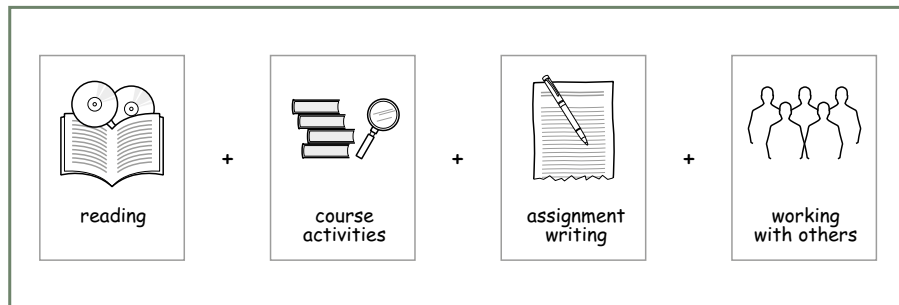 reading
+
course
activities
+
assignment
writing
+
working
with others